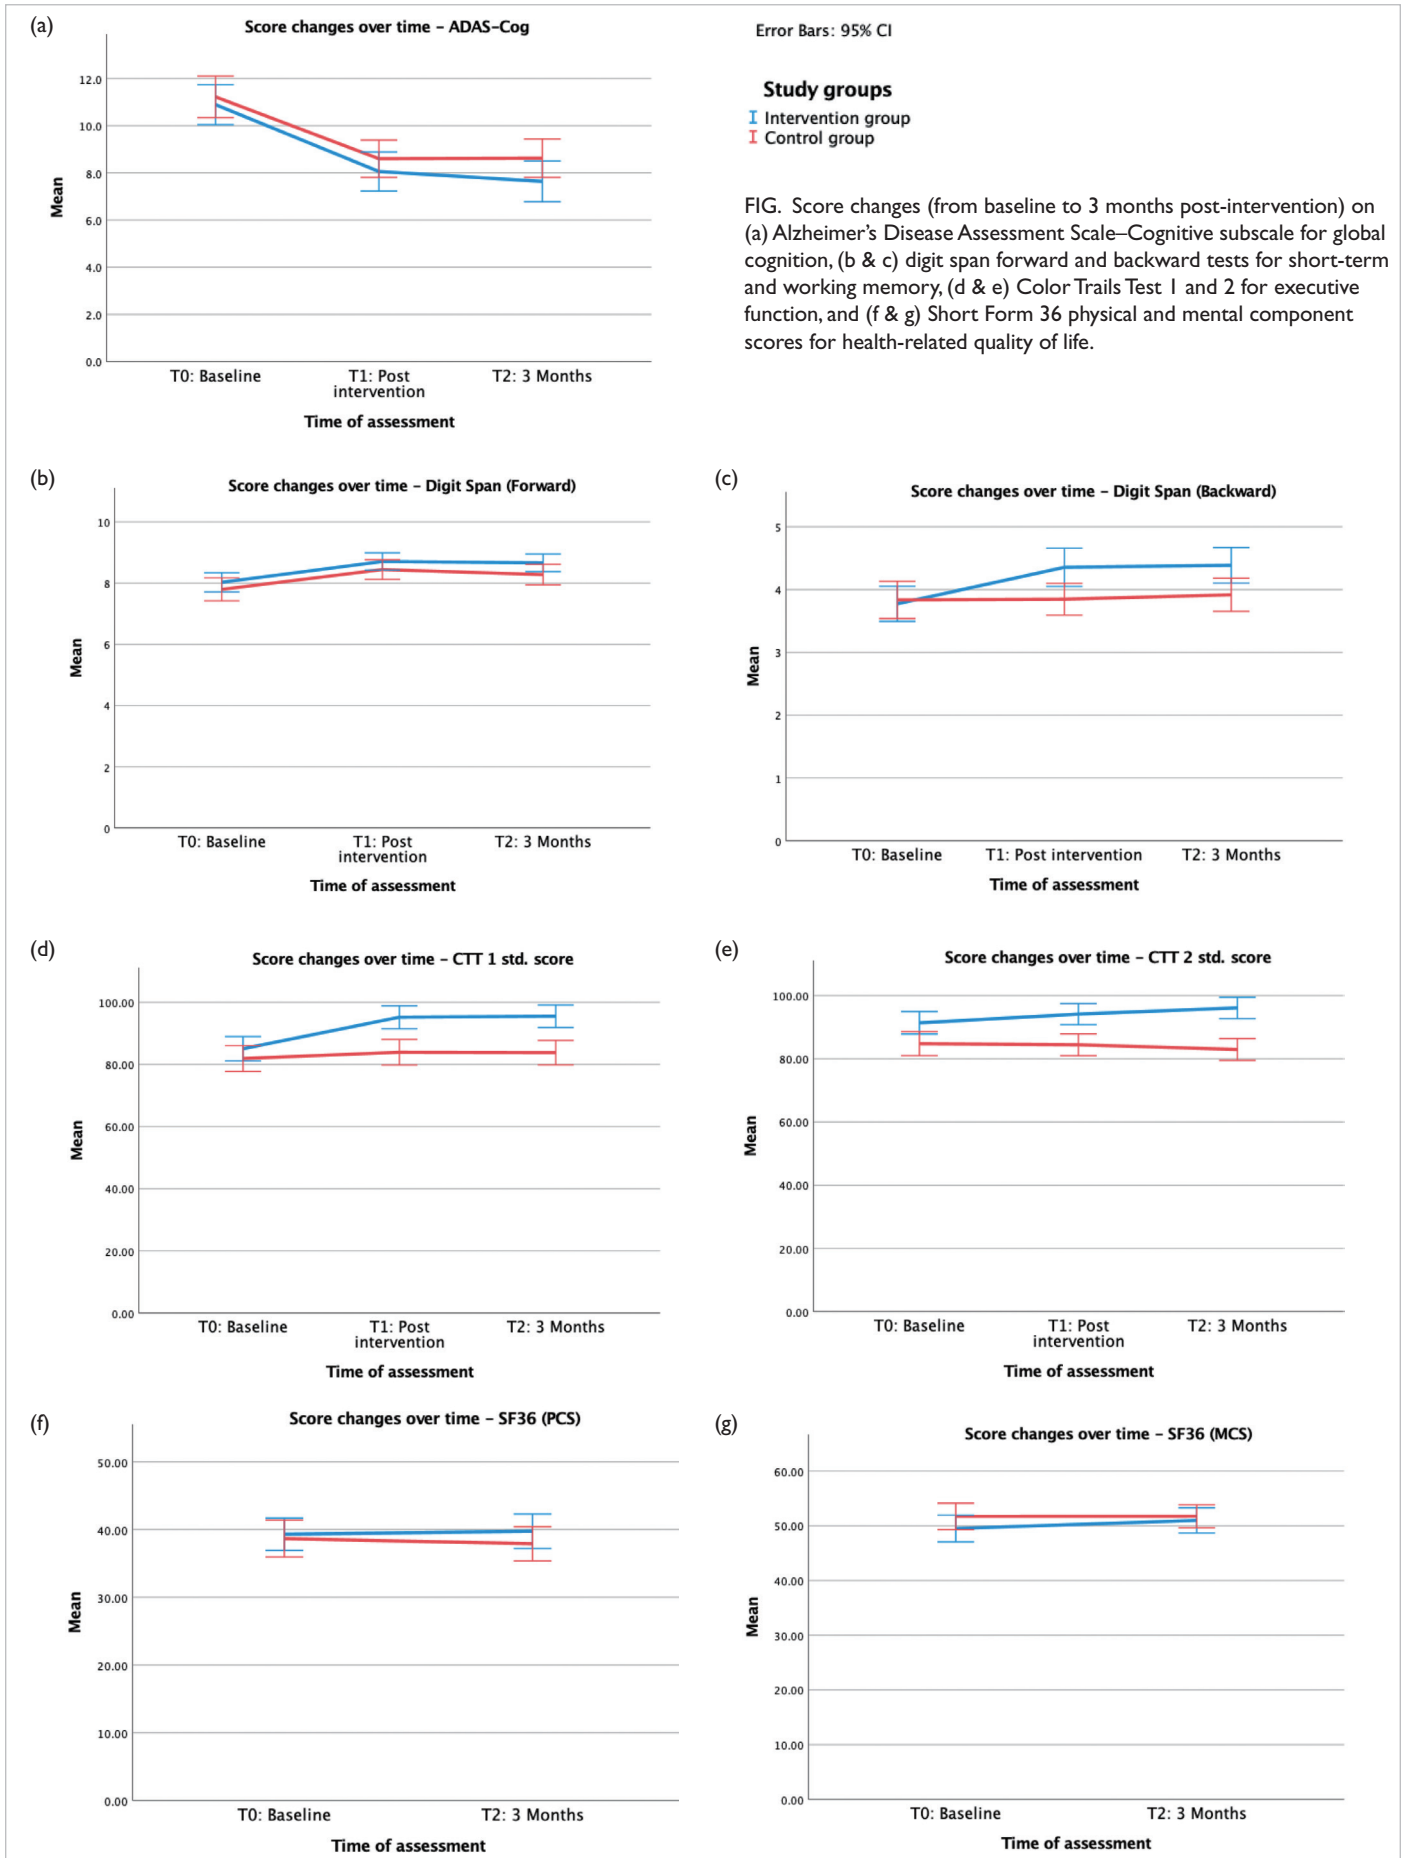 (a)
Score changes over time – ADAS–Cog
Mean
12.0
10.0
8.0
6.0
4.0
2.0
0.0
T0: Baseline
T1: Post
intervention
T2: 3 Months
Time of assessment
Error Bars: 95% CI
Study groups
Intervention group
Control group
FIG. Score changes (from baseline to 3 months post-intervention) on
(a) Alzheimer's Disease Assessment Scale–Cognitive subscale for global
cognition, (b & c) digit span forward and backward tests for short-term
and working memory, (d & e) Color Trails Test 1 and 2 for executive
function, and (f & g) Short Form 36 physical and mental component
scores for health-related quality of life.
(b)
Score changes over time – Digit Span (Forward)
Mean
10
8
6
4
2
0
T0: Baseline
T1: Post
intervention
T2: 3 Months
Time of assessment
(c)
Score changes over time – Digit Span (Backward)
Mean
5
4
3
2
1
0
T0: Baseline
T1: Post intervention
T2: 3 Months
Time of assessment
(d)
Score changes over time – CTT 1 std. score
Mean
100.00
80.00
60.00
40.00
20.00
0.00
T0: Baseline
T1: Post
intervention
T2: 3 Months
Time of assessment
(e)
Score changes over time – CTT 2 std. score
Mean
100.00
80.00
60.00
40.00
20.00
0.00
T0: Baseline
T1: Post
intervention
T2: 3 Months
Time of assessment
(f)
Score changes over time – SF36 (PCS)
Mean
50.00
40.00
30.00
20.00
10.00
0.00
T0: Baseline
T2: 3 Months
Time of assessment
(g)
Score changes over time – SF36 (MCS)
Mean
60.00
50.00
40.00
30.00
20.00
10.00
0.00
T0: Baseline
T2: 3 Months
Time of assessment